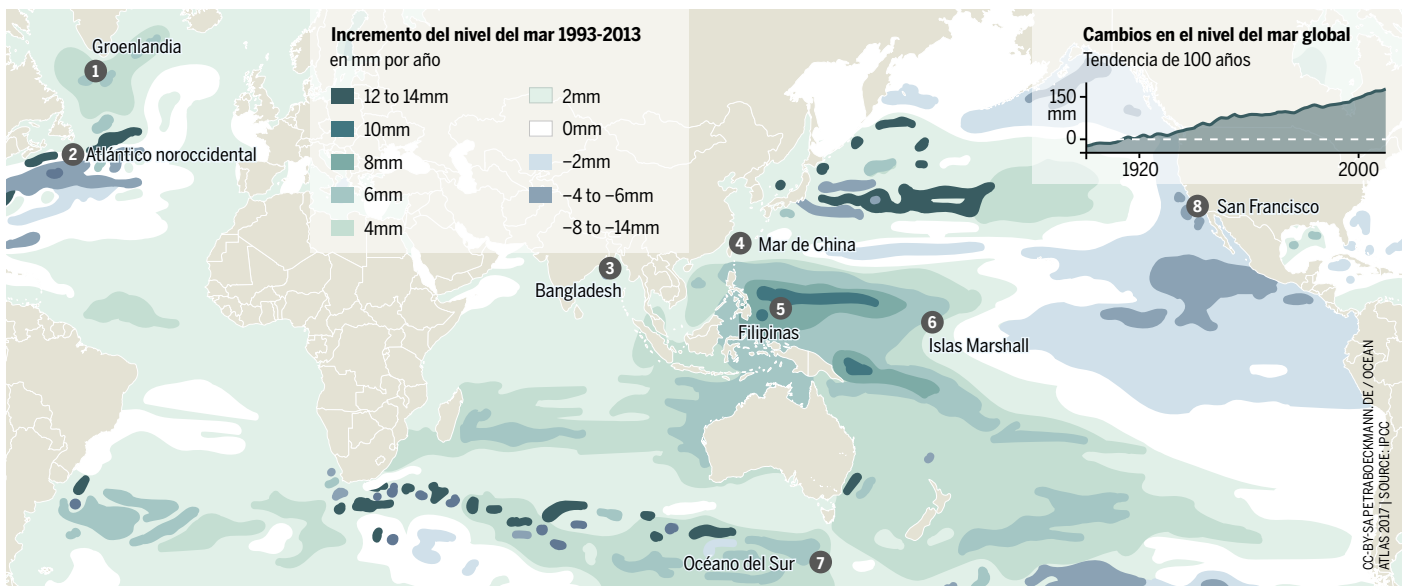 Incremento del nivel del mar 1993-2013
en mm por año
12 to 14mm
10mm
8mm
6mm
4mm
2mm
0mm
−2mm
−4 to −6mm
−8 to −14mm
Cambios en el nivel del mar global
Tendencia de 100 años
150
mm
0
1920
2000
Groenlandia
1
2 Atlántico noroccidental
3
Bangladesh
4 Mar de China
5
Filipinas
6
Islas Marshall
Océano del Sur 7
8 San Francisco
CC-BY-SA PETRABOECKMANN.DE / OCEAN
ATLAS 2017 | SOURCE: IPCC